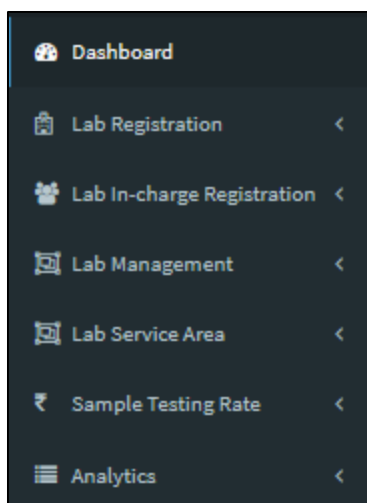 Dashboard
Lab Registration
Lab In-charge Registration
Lab Management
Lab Service Area
₹ Sample Testing Rate
Analytics